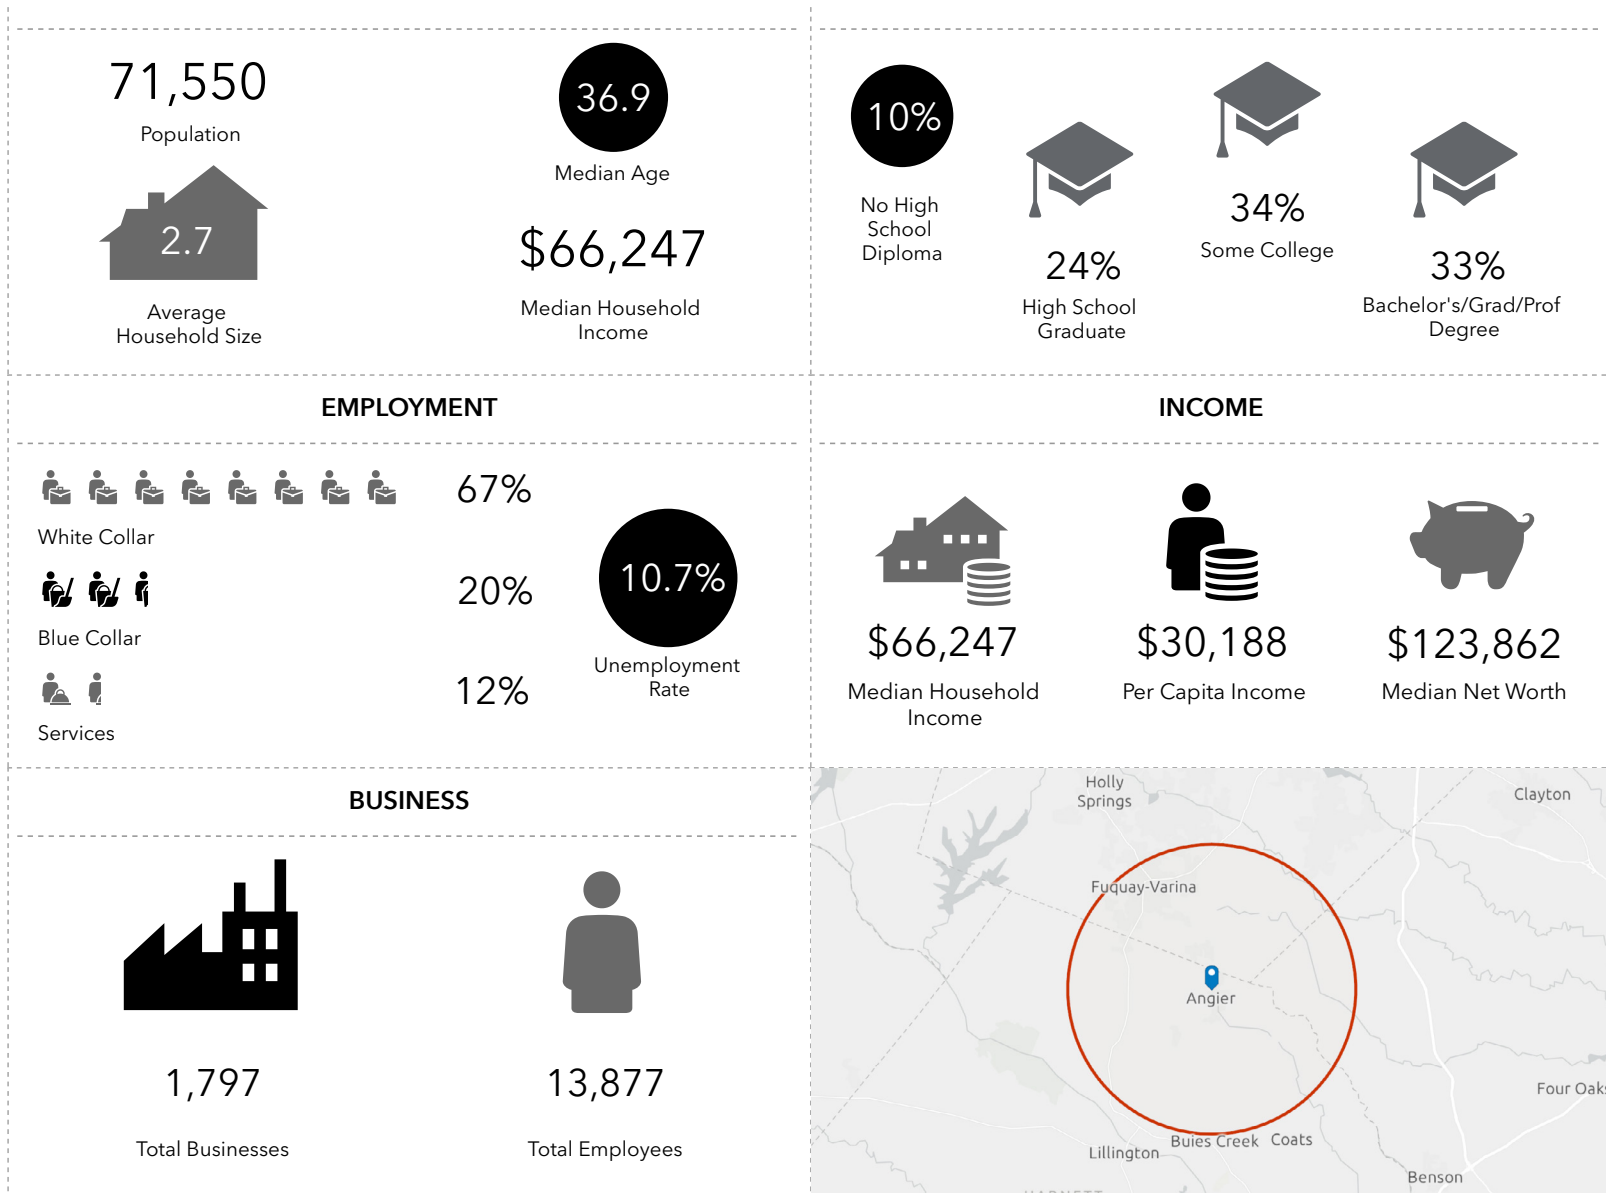 71,550
Population
2.7
Average
Household Size
36.9
Median Age
$66,247
Median Household
Income
10%
No High
School
Diploma
24%
High School
Graduate
34%
Some College
33%
Bachelor's/Grad/Prof
Degree
EMPLOYMENT
67%
White Collar
20%
Blue Collar
12%
Services
10.7%
Unemployment
Rate
INCOME
$66,247
Median Household
Income
$30,188
Per Capita Income
$123,862
Median Net Worth
BUSINESS
1,797
Total Businesses
13,877
Total Employees
Holly
Springs
Clayton
Fuquay-Varina
Angier
Four Oak
Buies Creek
Coats
Lillington
Benson